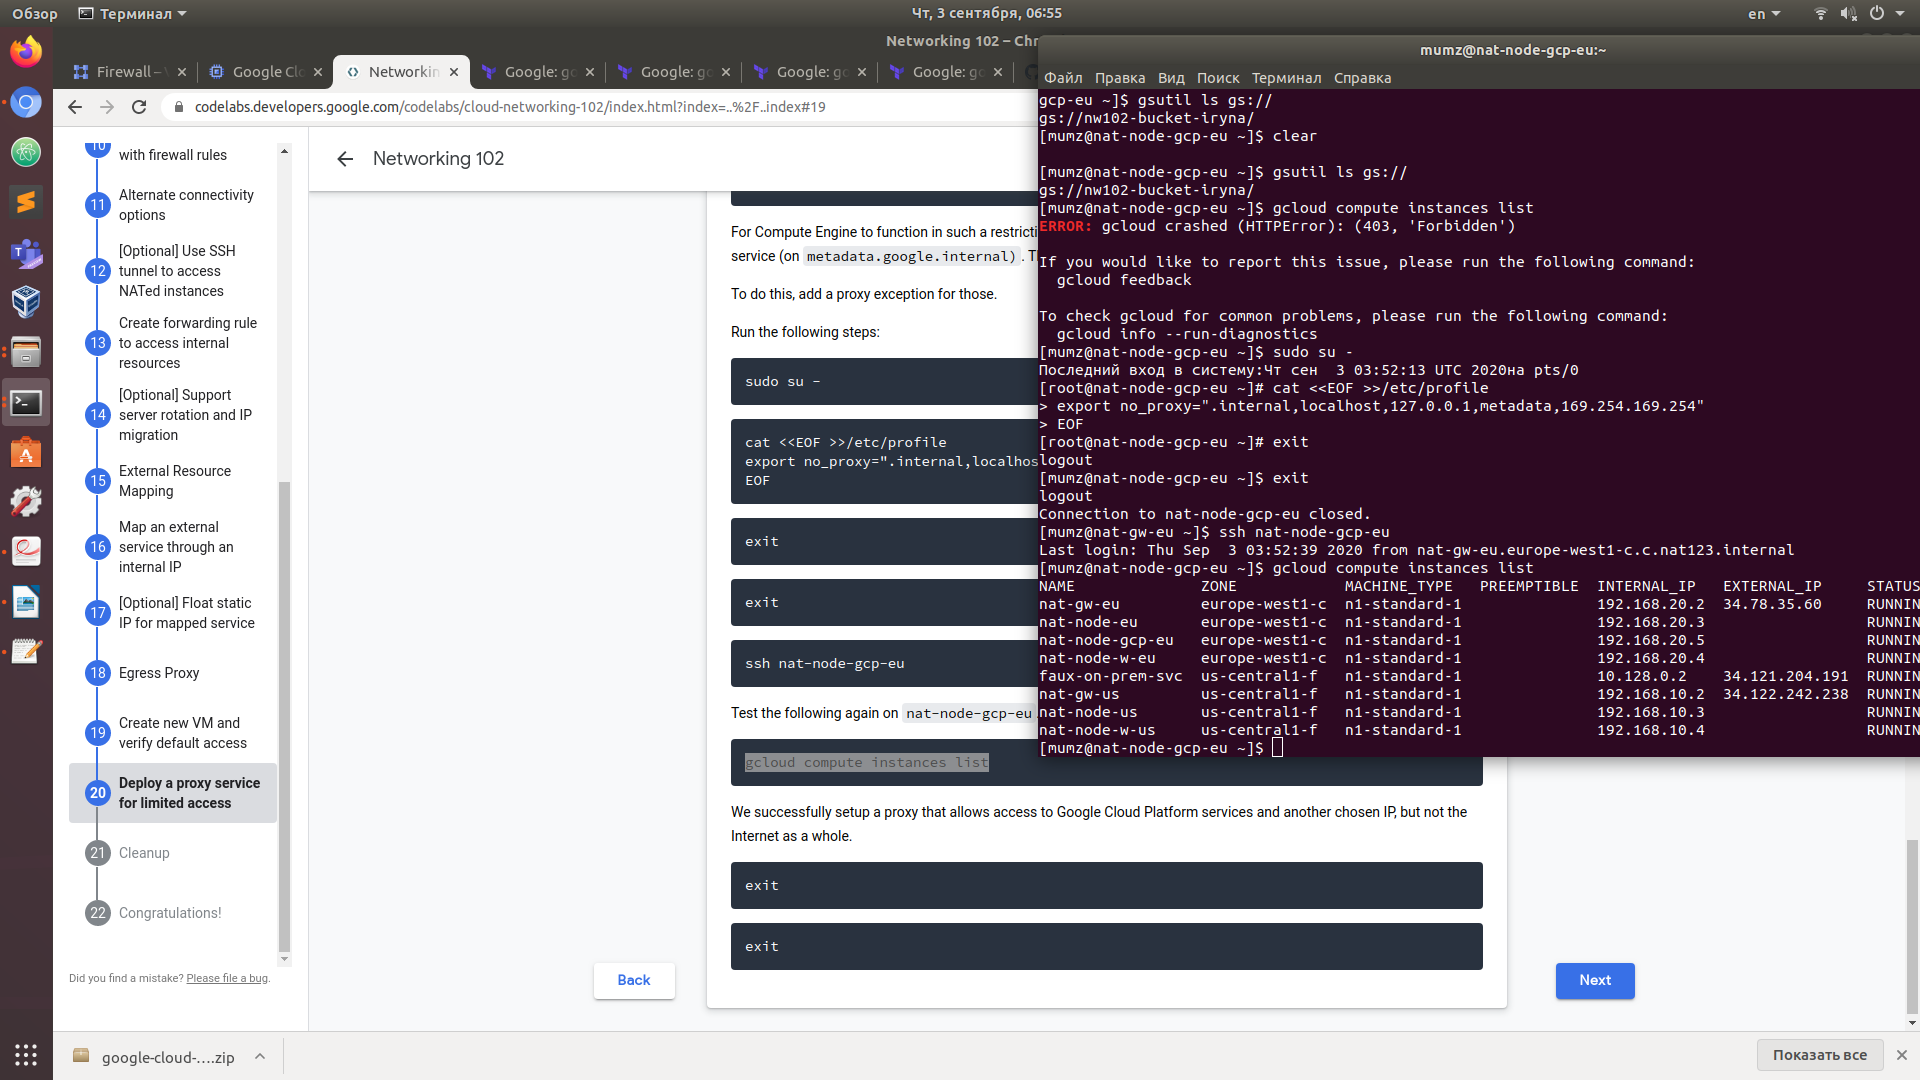 Обзор
Терминал
Чт, 3 сентября, 06:55
en
Networking 102 – Chr
Firewall –
Google Clo
Networkin
Google: go
Google: go
Google: go
Google: go
codelabs.developers.google.com/codelabs/cloud-networking-102/index.html?index=..%2F..index#19
10
with firewall rules
11
Alternate connectivity
options
12
[Optional] Use SSH
tunnel to access
NATed instances
13
Create forwarding rule
to access internal
resources
14
[Optional] Support
server rotation and IP
migration
15
External Resource
Mapping
16
Map an external
service through an
internal IP
17
[Optional] Float static
IP for mapped service
18
Egress Proxy
19
Create new VM and
verify default access
20
Deploy a proxy service
for limited access
21
Cleanup
22
Congratulations!
Did you find a mistake? Please file a bug.
Networking 102
For Compute Engine to function in such a restricti
service (on metadata.google.internal). T
To do this, add a proxy exception for those.
Run the following steps:
sudo su -
cat <<EOF >>/etc/profile
export no_proxy=".internal,localhos
EOF
exit
exit
ssh nat-node-gcp-eu
Test the following again on nat-node-gcp-eu
gcloud compute instances list
We successfully setup a proxy that allows access to Google Cloud Platform services and another chosen IP, but not the
Internet as a whole.
exit
exit
Back
Next
mumz@nat-node-gcp-eu:~
Файл Правка Вид Поиск Терминал Справка
gcp-eu ~]$ gsutil ls gs://
gs://nw102-bucket-iryna/
[mumz@nat-node-gcp-eu ~]$ clear
[mumz@nat-node-gcp-eu ~]$ gsutil ls gs://
gs://nw102-bucket-iryna/
[mumz@nat-node-gcp-eu ~]$ gcloud compute instances list
ERROR: gcloud crashed (HTTPError): (403, 'Forbidden')
If you would like to report this issue, please run the following command:
gcloud feedback
To check gcloud for common problems, please run the following command:
gcloud info --run-diagnostics
[mumz@nat-node-gcp-eu ~]$ sudo su -
Последний вход в систему:Чт сен  3 03:52:13 UTC 2020на pts/0
[root@nat-node-gcp-eu ~]# cat <<EOF >>/etc/profile
> export no_proxy=".internal,localhost,127.0.0.1,metadata,169.254.169.254"
> EOF
[root@nat-node-gcp-eu ~]# exit
logout
[mumz@nat-node-gcp-eu ~]$ exit
logout
Connection to nat-node-gcp-eu closed.
[mumz@nat-gw-eu ~]$ ssh nat-node-gcp-eu
Last login: Thu Sep  3 03:52:39 2020 from nat-gw-eu.europe-west1-c.c.nat123.internal
[mumz@nat-node-gcp-eu ~]$ gcloud compute instances list
NAME ZONE MACHINE_TYPE PREEMPTIBLE INTERNAL_IP EXTERNAL_IP STATUS
nat-gw-eu europe-west1-c n1-standard-1 192.168.20.2 34.78.35.60 RUNNIN
nat-node-eu europe-west1-c n1-standard-1 192.168.20.3 RUNNIN
nat-node-gcp-eu europe-west1-c n1-standard-1 192.168.20.5 RUNNIN
nat-node-w-eu europe-west1-c n1-standard-1 192.168.20.4 RUNNIN
faux-on-prem-svc us-central1-f n1-standard-1 10.128.0.2 34.121.204.191 RUNNIN
nat-gw-us us-central1-f n1-standard-1 192.168.10.2 34.122.242.238 RUNNIN
nat-node-us us-central1-f n1-standard-1 192.168.10.3 RUNNIN
nat-node-w-us us-central1-f n1-standard-1 192.168.10.4 RUNNIN
[mumz@nat-node-gcp-eu ~]$
google-cloud-....zip
Показать все